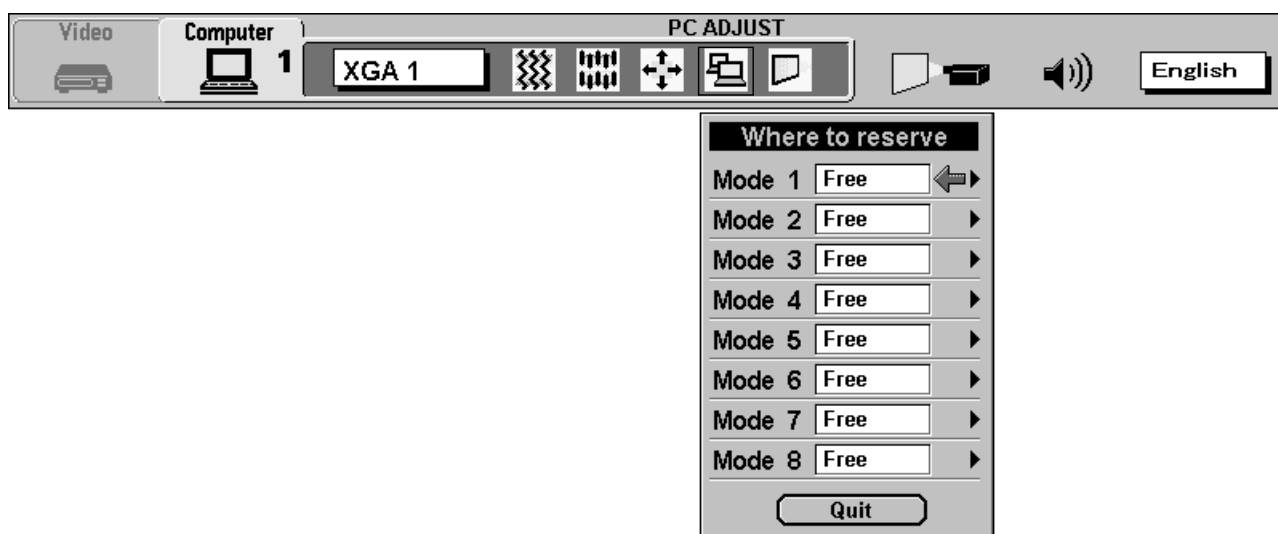 Video
Computer
1
PC ADJUST
XGA 1
English
Where to reserve
Mode 1 Free
Mode 2 Free
Mode 3 Free
Mode 4 Free
Mode 5 Free
Mode 6 Free
Mode 7 Free
Mode 8 Free
Quit